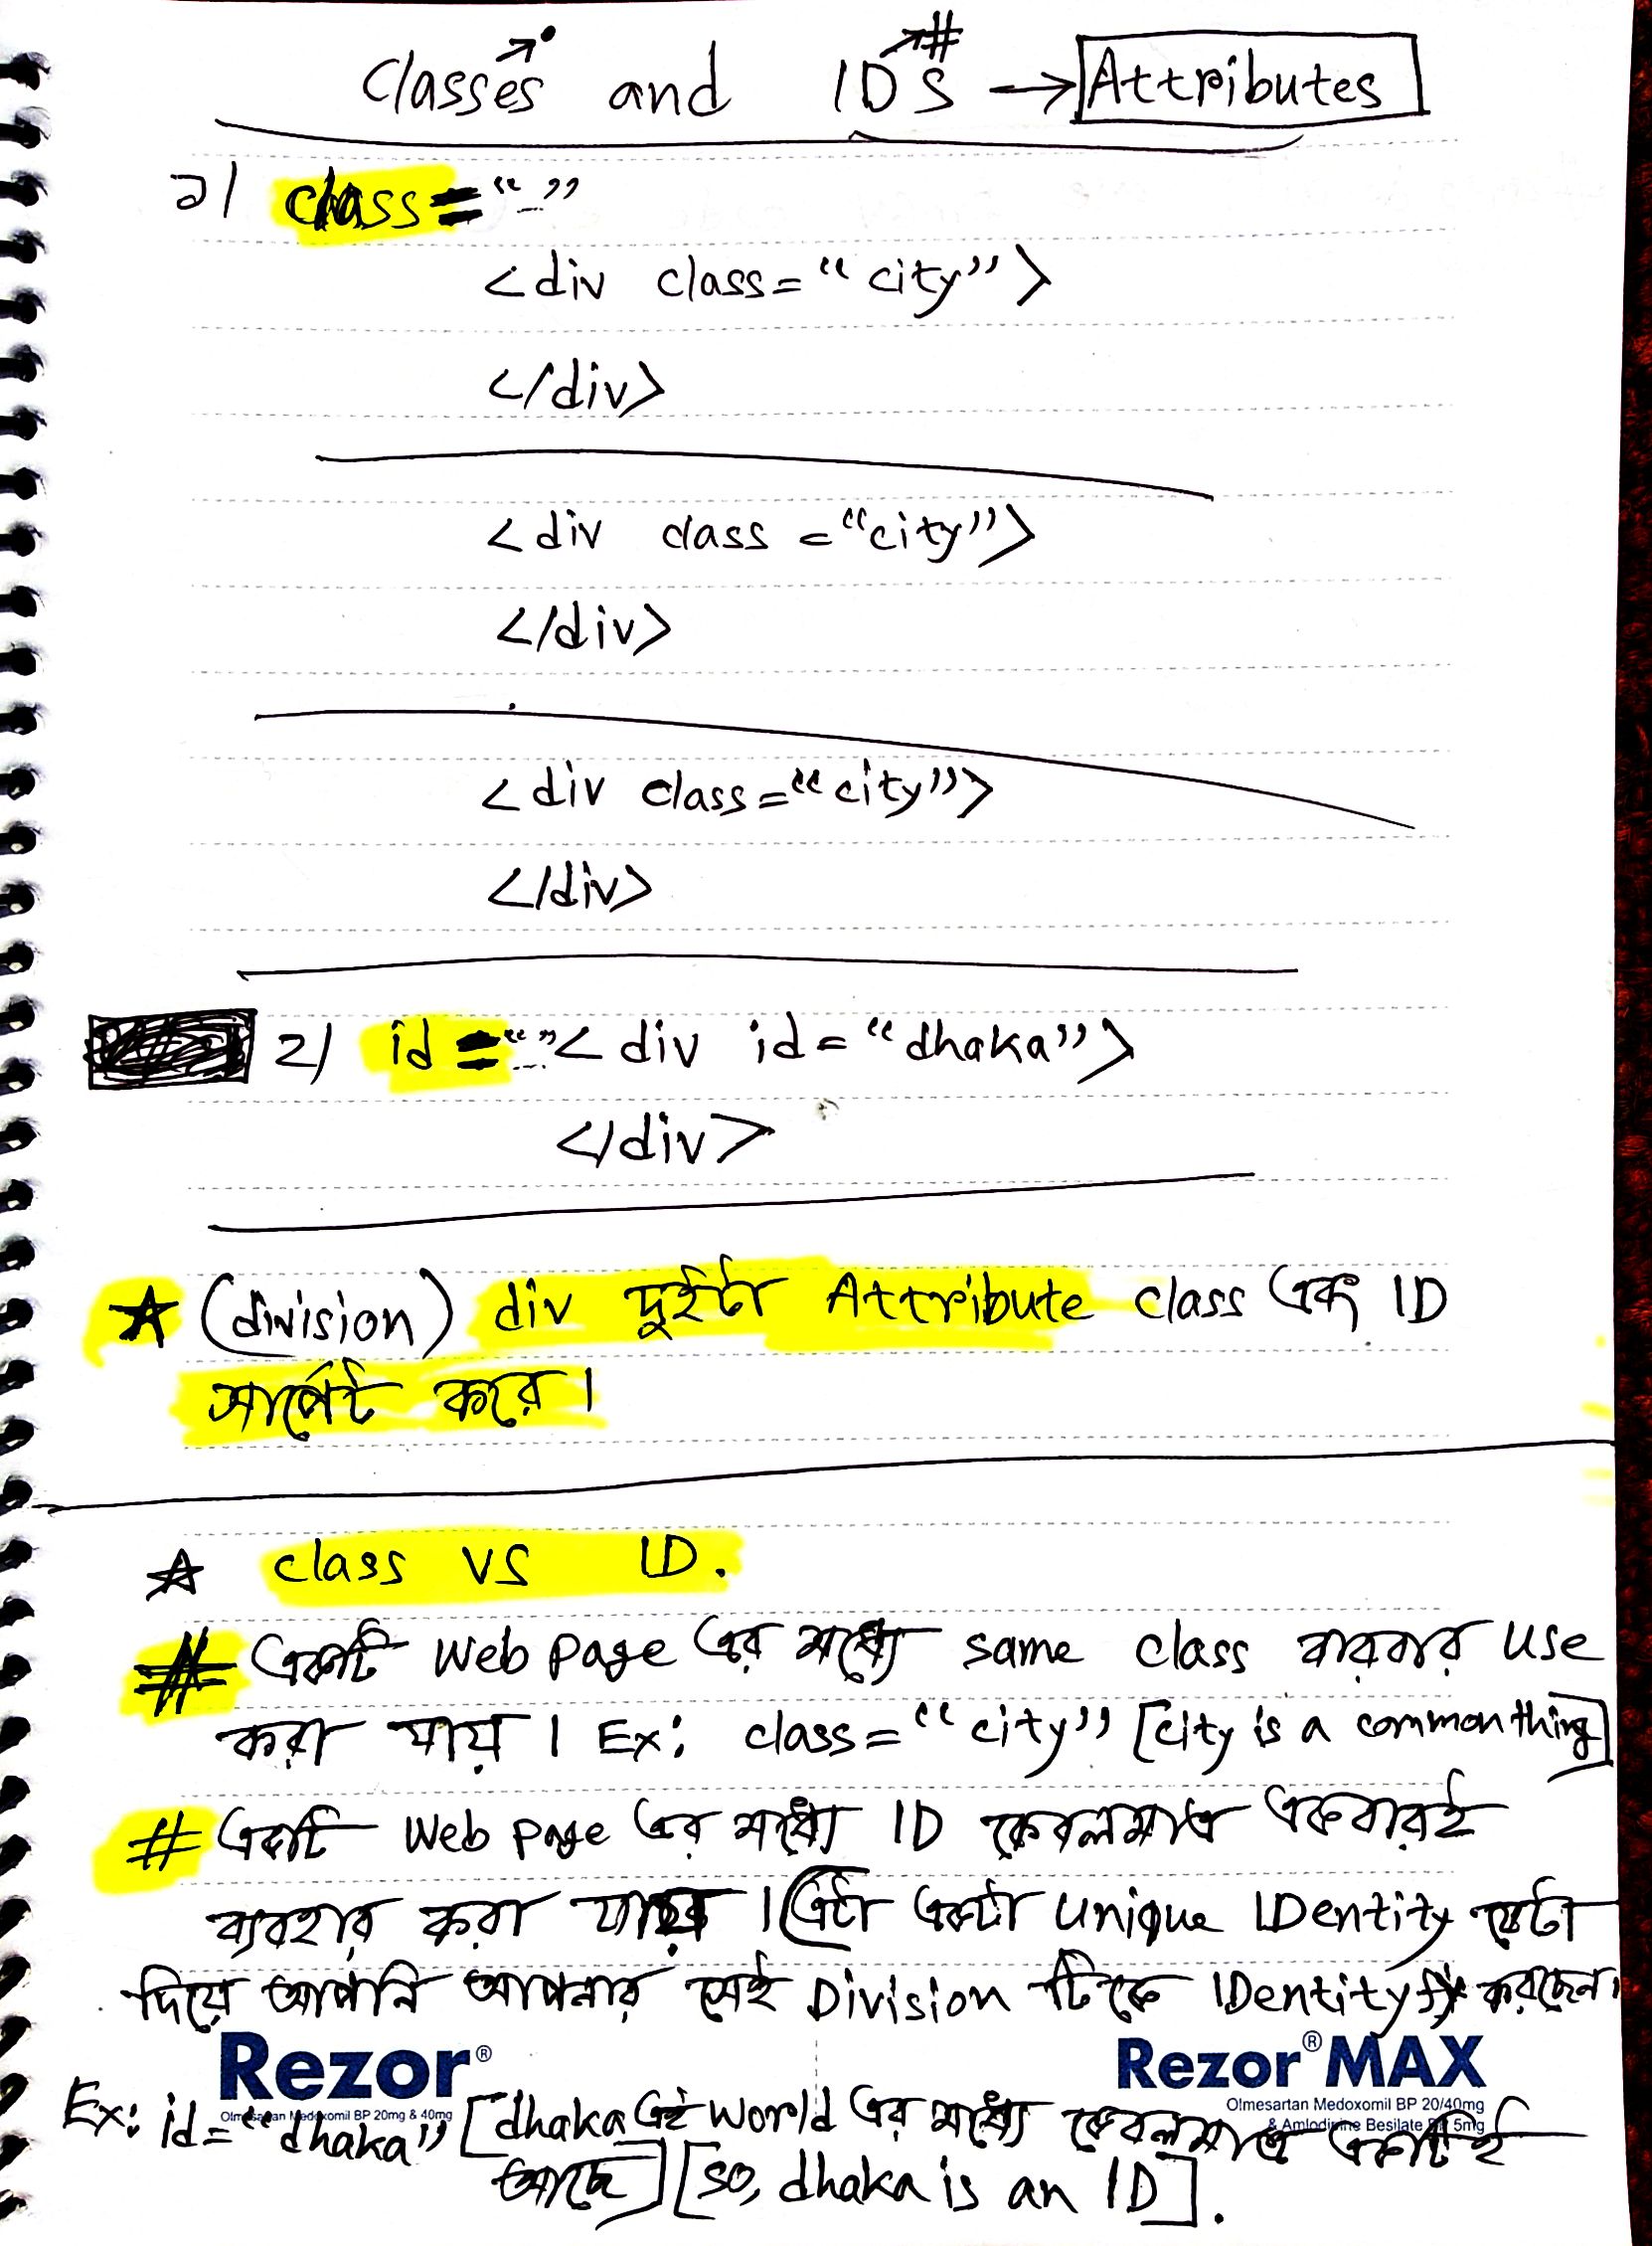 Classes and IDS → Attributes
↗.
↗#
১| class = "_"
<div class = "city">
</div>
<div class = "city">
</div>
<div class = "city">
</div>
2) id = "..." <div id = "dhaka">
</div>
☆ (division) div দুইটা Attribute class এবং ID
সার্পোট করে।
☆ class VS ID.
# একটি Web page এর মধ্যে same class বারবার use
করা যায় । Ex: class = "city" [city is a common thing]
# একটি Web page এর মধ্যে ID কেবলমাত্র একবারই
ব্যবহার করা যায় । এটা একটা unique IDentity যেটা
দিয়ে আপনি আপনার সেই Division টিকে IDentity করছেন।
Rezor® Rezor®MAX
Olmesartan Medoxomil BP 20mg & 40mg
Olmesartan Medoxomil BP 20/40mg
& Amlodipine Besilate BP 5mg
Ex: id = "dhaka" [dhaka এই World এর মধ্যে কেবলমাত্র একটিই
আছে] [so, dhaka is an ID].